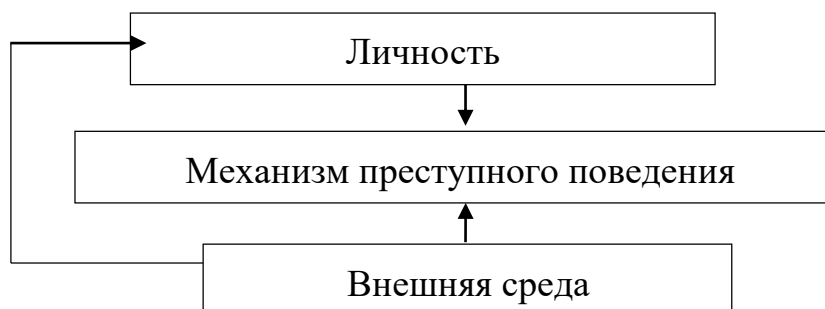 Личность
Механизм преступного поведения
Внешняя среда